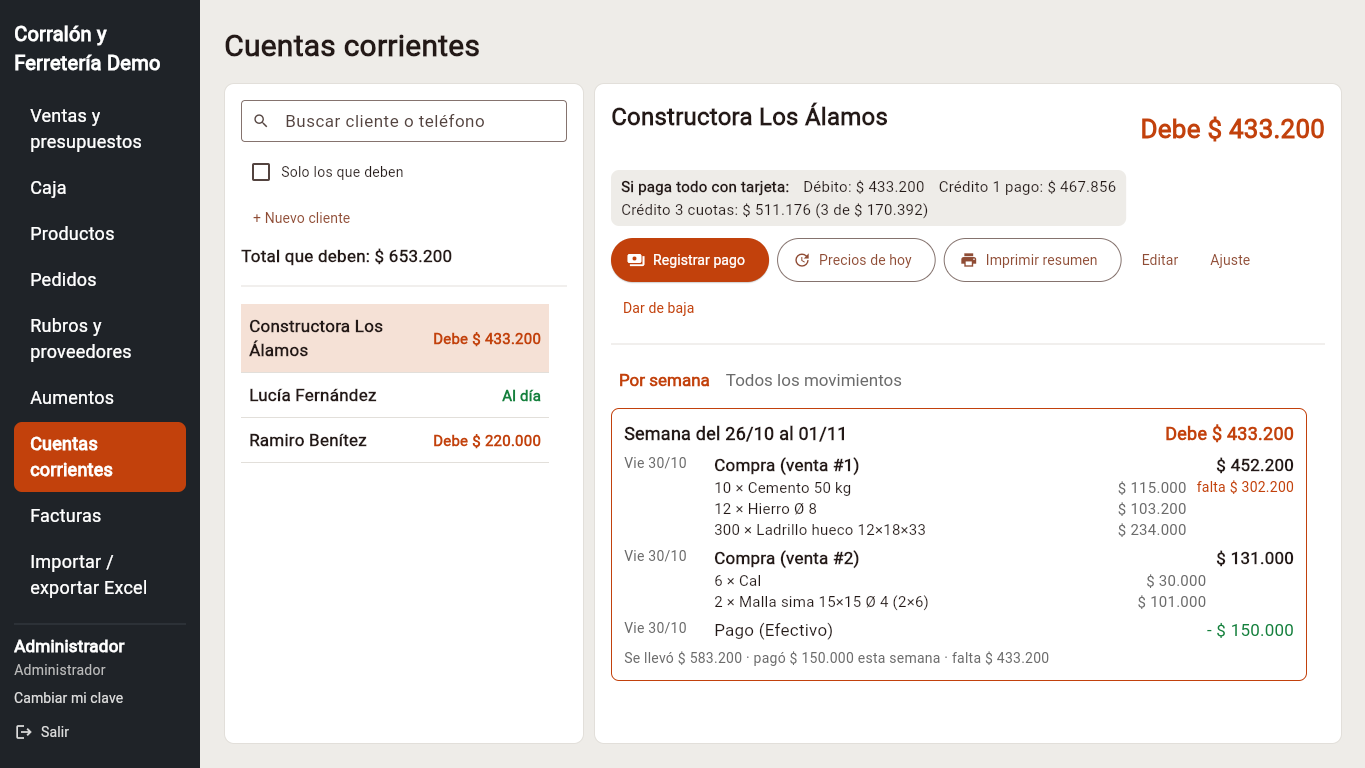 Corralón y
Ferretería Demo
Ventas y
presupuestos
Caja
Productos
Pedidos
Rubros y
proveedores
Aumentos
Cuentas
corrientes
Facturas
Importar /
exportar Excel
Administrador
Administrador
Cambiar mi clave
Salir
Cuentas corrientes
Buscar cliente o teléfono
Solo los que deben
+ Nuevo cliente
Total que deben: $ 653.200
Constructora Los
Álamos
Debe $ 433.200
Lucía Fernández Al día
Ramiro Benítez Debe $ 220.000
Constructora Los Álamos
Debe $ 433.200
Si paga todo con tarjeta: Débito: $ 433.200 Crédito 1 pago: $ 467.856
Crédito 3 cuotas: $ 511.176 (3 de $ 170.392)
Registrar pago Precios de hoy Imprimir resumen Editar Ajuste
Dar de baja
Por semana Todos los movimientos
Semana del 26/10 al 01/11 Debe $ 433.200
Vie 30/10 Compra (venta #1) $ 452.200
10 × Cemento 50 kg $ 115.000 falta $ 302.200
12 × Hierro Ø 8 $ 103.200
300 × Ladrillo hueco 12×18×33 $ 234.000
Vie 30/10 Compra (venta #2) $ 131.000
6 × Cal $ 30.000
2 × Malla sima 15×15 Ø 4 (2×6) $ 101.000
Vie 30/10 Pago (Efectivo) - $ 150.000
Se llevó $ 583.200 · pagó $ 150.000 esta semana · falta $ 433.200